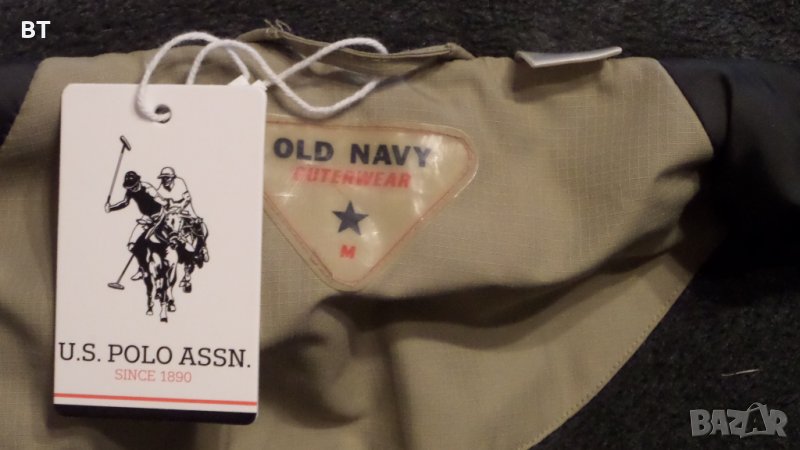 BT
OLD NAVY
OUTERWEAR
M
U.S. POLO ASSN.
SINCE 1890
BAZAR